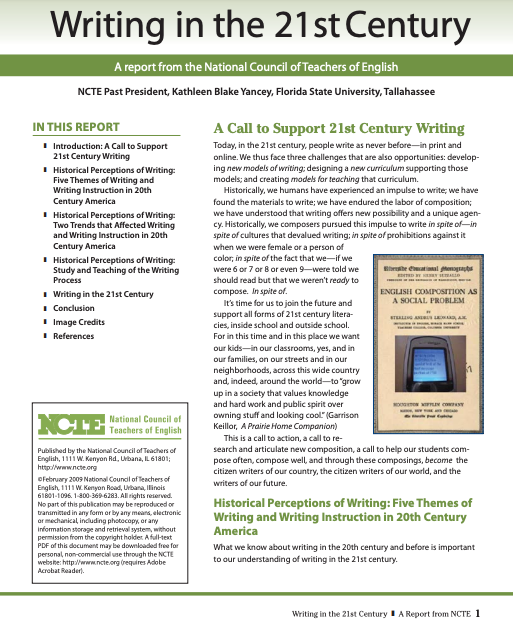 Writing in the 21st Century
A report from the National Council of Teachers of English
NCTE Past President, Kathleen Blake Yancey, Florida State University, Tallahassee
IN THIS REPORT
Introduction: A Call to Support
21st Century Writing
Historical Perceptions of Writing:
Five Themes of Writing and
Writing Instruction in 20th
Century America
Historical Perceptions of Writing:
Two Trends that Affected Writing
and Writing Instruction in 20th
Century America
Historical Perceptions of Writing:
Study and Teaching of the Writing
Process
Writing in the 21st Century
Conclusion
Image Credits
References
NCTE
National Council of
Teachers of English
Published by the National Council of Teachers of
English, 1111 W. Kenyon Rd., Urbana, IL 61801;
http://www.ncte.org
©February 2009 National Council of Teachers of
English, 1111 W. Kenyon Road, Urbana, Illinois
61801-1096. 1-800-369-6283. All rights reserved.
No part of this publication may be reproduced or
transmitted in any form or by any means, electronic
or mechanical, including photocopy, or any
information storage and retrieval system, without
permission from the copyright holder. A full-text
PDF of this document may be downloaded free for
personal, non-commercial use through the NCTE
website: http://www.ncte.org (requires Adobe
Acrobat Reader).
A Call to Support 21st Century Writing
Today, in the 21st century, people write as never before—in print and
online. We thus face three challenges that are also opportunities: develop-
ing new models of writing; designing a new curriculum supporting those
models; and creating models for teaching that curriculum.
Historically, we humans have experienced an impulse to write; we have
found the materials to write; we have endured the labor of composition;
we have understood that writing offers new possibility and a unique agen-
cy. Historically, we composers pursued this impulse to write in spite of—in
spite of cultures that devalued writing; in spite of prohibitions against it
when we were female or a person of
color; in spite of the fact that we—if we
were 6 or 7 or 8 or even 9—were told we
should read but that we weren't ready to
compose. In spite of.
It's time for us to join the future and
support all forms of 21st century litera-
cies, inside school and outside school.
For in this time and in this place we want
our kids—in our classrooms, yes, and in
our families, on our streets and in our
neighborhoods, across this wide country
and, indeed, around the world—to "grow
up in a society that values knowledge
and hard work and public spirit over
owning stuff and looking cool." (Garrison
Keillor, A Prairie Home Companion)
This is a call to action, a call to re-
search and articulate new composition, a call to help our students com-
pose often, compose well, and through these composings, become the
citizen writers of our country, the citizen writers of our world, and the
writers of our future.
Riverside Educational Monographs
EDITED BY HENRY SUZZALLO
ENGLISH COMPOSITION AS
A SOCIAL PROBLEM
BY
STERLING ANDRUS LEONARD, A.M.
HOUGHTON MIFFLIN COMPANY
BOSTON, NEW YORK AND CHICAGO
The Riverside Press Cambridge
Historical Perceptions of Writing: Five Themes of
Writing and Writing Instruction in 20th Century
America
What we know about writing in the 20th century and before is important
to our understanding of writing in the 21st century.
Writing in the 21st Century A Report from NCTE 1